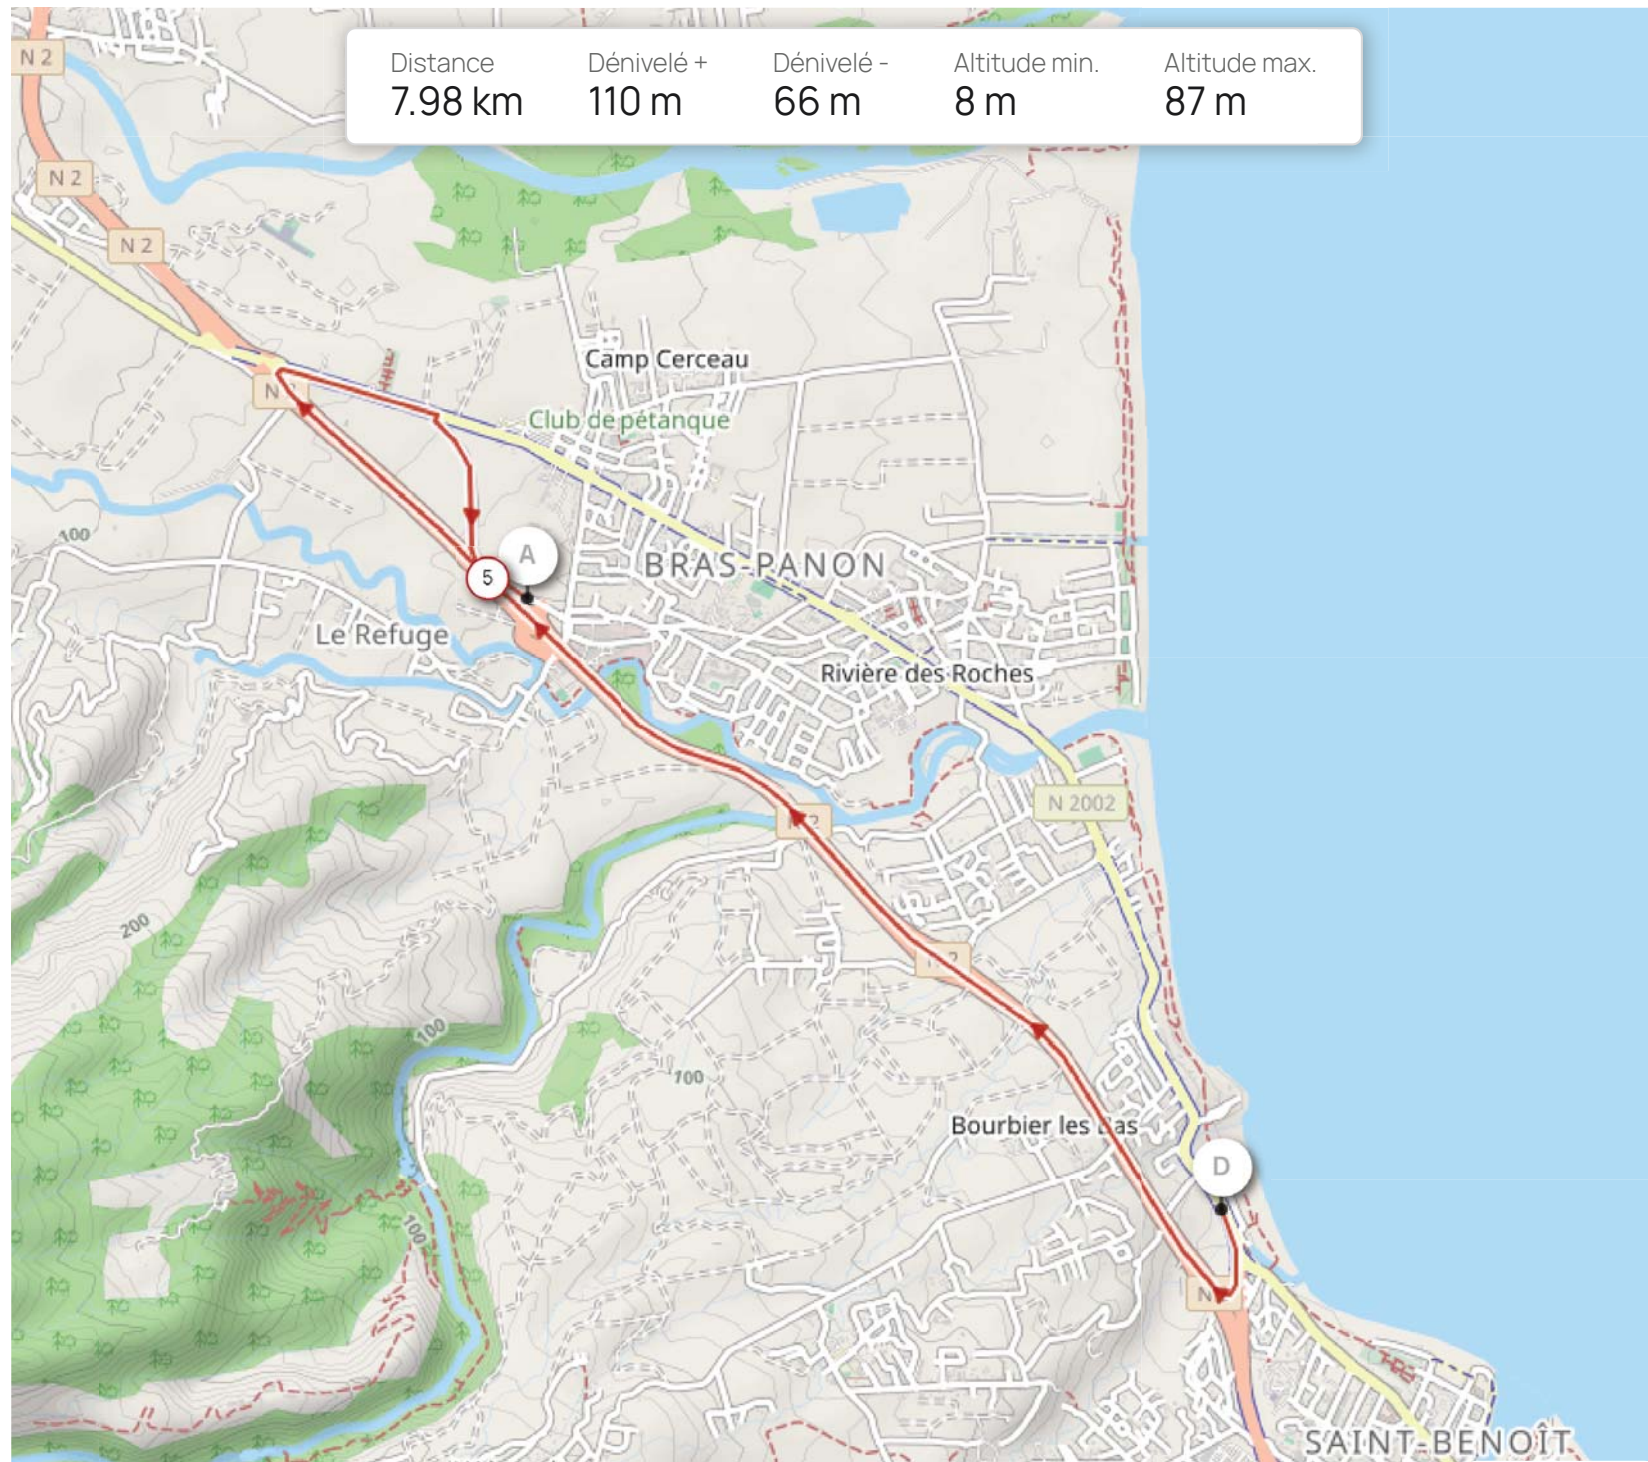 Distance
7.98 km
Dénivelé +
110 m
Dénivelé -
66 m
Altitude min.
8 m
Altitude max.
87 m
N 2
N 2
N 2
Camp Cerceau
N
Club de pétanque
100
A
BRAS-PANON
5
Le Refuge
Rivière des Roches
N 2002
200
100
100
Bourbier les Bas
D
100
N
SAINT-BENOÎT